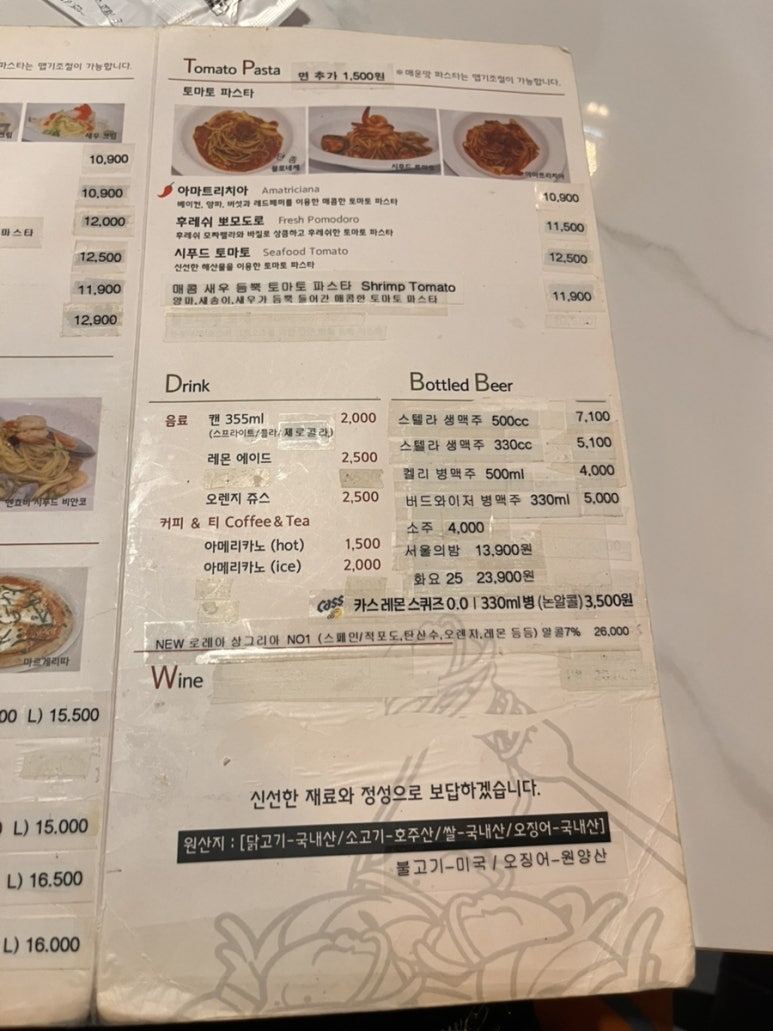 파스타는 맵기조절이 가능합니다.
새우 크림
10,900
10,900
12,000
파스타
12,500
11,900
12,900
엔쵸비 시푸드 비안코
마르게리따
00 L) 15.500
) L) 15.000
L) 16.500
L) 16.000
Tomato Pasta 면 추가 1,500원 ※매운맛 파스타는 맵기조절이 가능합니다.
토마토 파스타
단종
볼로네제
시푸드 토마토
아마트리치아
아마트리치아 Amatriciana 10,900
베이컨, 양파, 버섯과 레드페퍼를 이용한 매콤한 토마토 파스타
후레쉬 뽀모도로 Fresh Pomodoro 11,500
후레쉬 모짜렐라와 바질로 상큼하고 후레쉬한 토마토 파스타
시푸드 토마토 Seafood Tomato 12,500
신선한 해산물을 이용한 토마토 파스타
매콤 새우 듬뿍 토마토 파스타 Shrimp Tomato 11,900
양파,새송이,새우가 듬뿍 들어간 매콤한 토마토 파스타
Drink
음료 캔 355ml 2,000
(스프라이트/콜라/제로콜라)
레몬 에이드 2,500
오렌지 쥬스 2,500
커피 & 티 Coffee & Tea
아메리카노 (hot) 1,500
아메리카노 (ice) 2,000
Bottled Beer
스텔라 생맥주 500cc 7,100
스텔라 생맥주 330cc 5,100
켈리 병맥주 500ml 4,000
버드와이저 병맥주 330ml 5,000
소주 4,000
서울의밤 13,900원
화요 25 23,900원
Cass 카스 레몬 스퀴즈 0.0 | 330ml 병 (논알콜) 3,500원
NEW 로레아 상그리아 NO1 (스페인/적포도,탄산수,오렌지,레몬 등등) 알콜7% 26,000
Wine
신선한 재료와 정성으로 보답하겠습니다.
원산지 : [닭고기-국내산/소고기-호주산/쌀-국내산/오징어-국내산]
불고기-미국 / 오징어-원양산